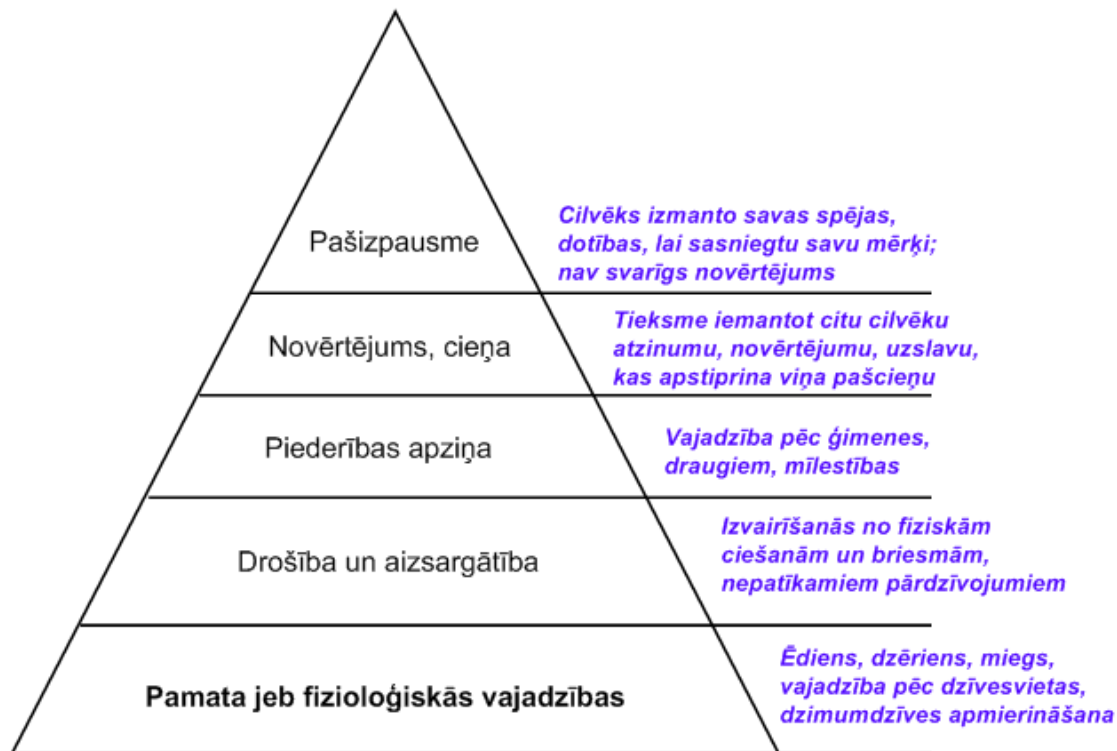 Pašizpausme
Cilvēks izmanto savas spējas,
dotības, lai sasniegtu savu mērķi;
nav svarīgs novērtējums
Novērtējums, cieņa
Tieksme iemantot citu cilvēku
atzinumu, novērtējumu, uzslavu,
kas apstiprina viņa pašcieņu
Piederības apziņa
Vajadzība pēc ģimenes,
draugiem, mīlestības
Drošība un aizsargātība
Izvairīšanās no fiziskām
ciešanām un briesmām,
nepatīkamiem pārdzīvojumiem
Pamata jeb fizioloģiskās vajadzības
Ēdiens, dzēriens, miegs,
vajadzība pēc dzīvesvietas,
dzimumdzīves apmierināšana